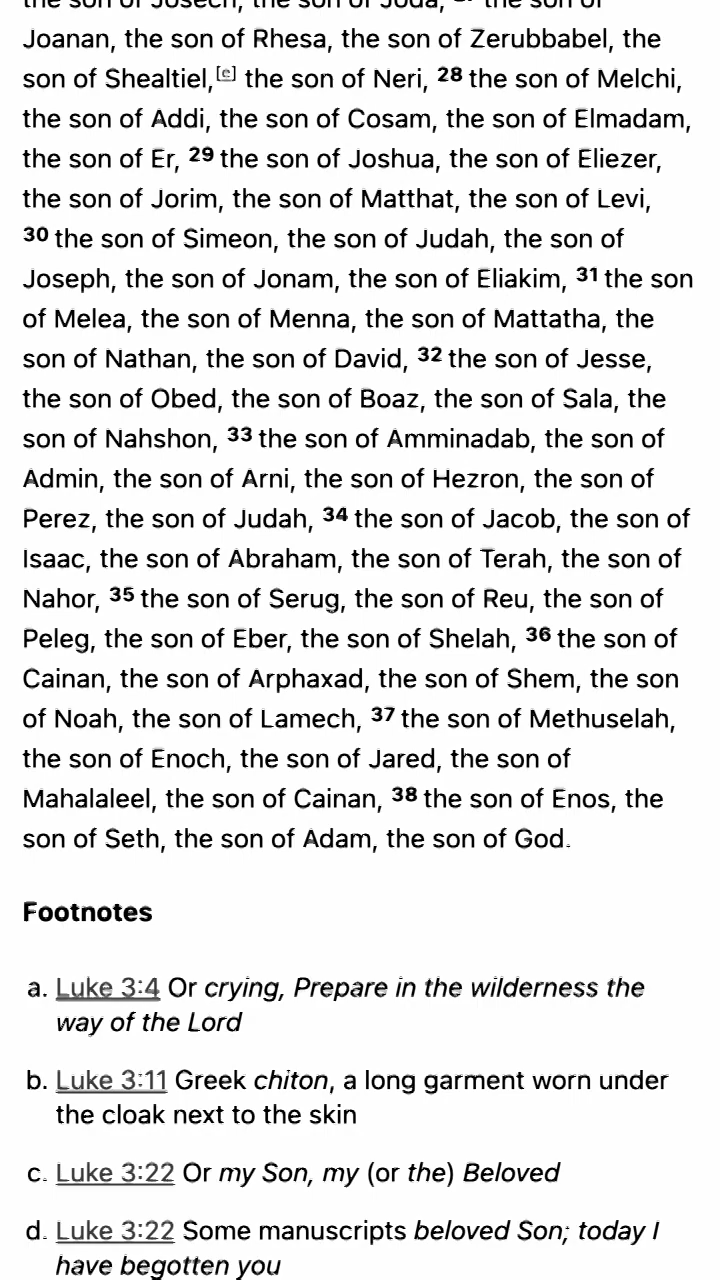 the son of Josech, the son of Joda, 27 the son of
Joanan, the son of Rhesa, the son of Zerubbabel, the
son of Shealtiel,[e] the son of Neri, 28 the son of Melchi,
the son of Addi, the son of Cosam, the son of Elmadam,
the son of Er, 29 the son of Joshua, the son of Eliezer,
the son of Jorim, the son of Matthat, the son of Levi,
30 the son of Simeon, the son of Judah, the son of
Joseph, the son of Jonam, the son of Eliakim, 31 the son
of Melea, the son of Menna, the son of Mattatha, the
son of Nathan, the son of David, 32 the son of Jesse,
the son of Obed, the son of Boaz, the son of Sala, the
son of Nahshon, 33 the son of Amminadab, the son of
Admin, the son of Arni, the son of Hezron, the son of
Perez, the son of Judah, 34 the son of Jacob, the son of
Isaac, the son of Abraham, the son of Terah, the son of
Nahor, 35 the son of Serug, the son of Reu, the son of
Peleg, the son of Eber, the son of Shelah, 36 the son of
Cainan, the son of Arphaxad, the son of Shem, the son
of Noah, the son of Lamech, 37 the son of Methuselah,
the son of Enoch, the son of Jared, the son of
Mahalaleel, the son of Cainan, 38 the son of Enos, the
son of Seth, the son of Adam, the son of God.
Footnotes
a. Luke 3:4 Or crying, Prepare in the wilderness the
way of the Lord
b. Luke 3:11 Greek chiton, a long garment worn under
the cloak next to the skin
c. Luke 3:22 Or my Son, my (or the) Beloved
d. Luke 3:22 Some manuscripts beloved Son; today I
have begotten you